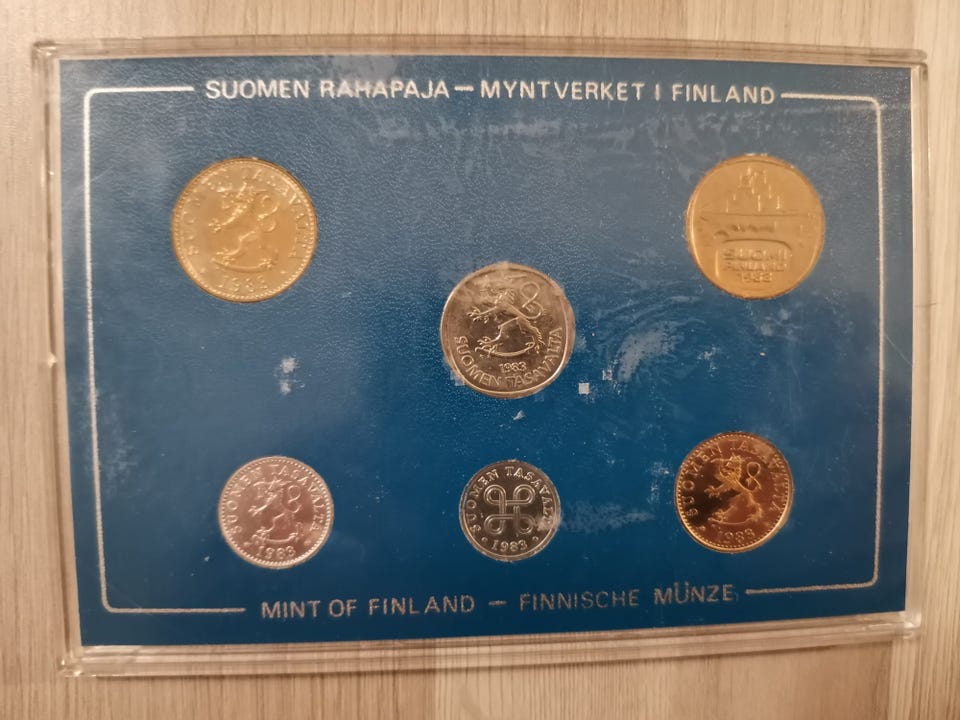 SUOMEN RAHAPAJA — MYNTVERKET I FINLAND
SUOMEN TASAVALTA
1983
SUOMI
FINLAND
1983
1983
SUOMEN TASAVALTA
SUOMEN TASAVALTA
1983
SUOMEN TASAVALTA
• 1983 •
SUOMEN TASAVALTA
1983
MINT OF FINLAND — FINNISCHE MÜNZE